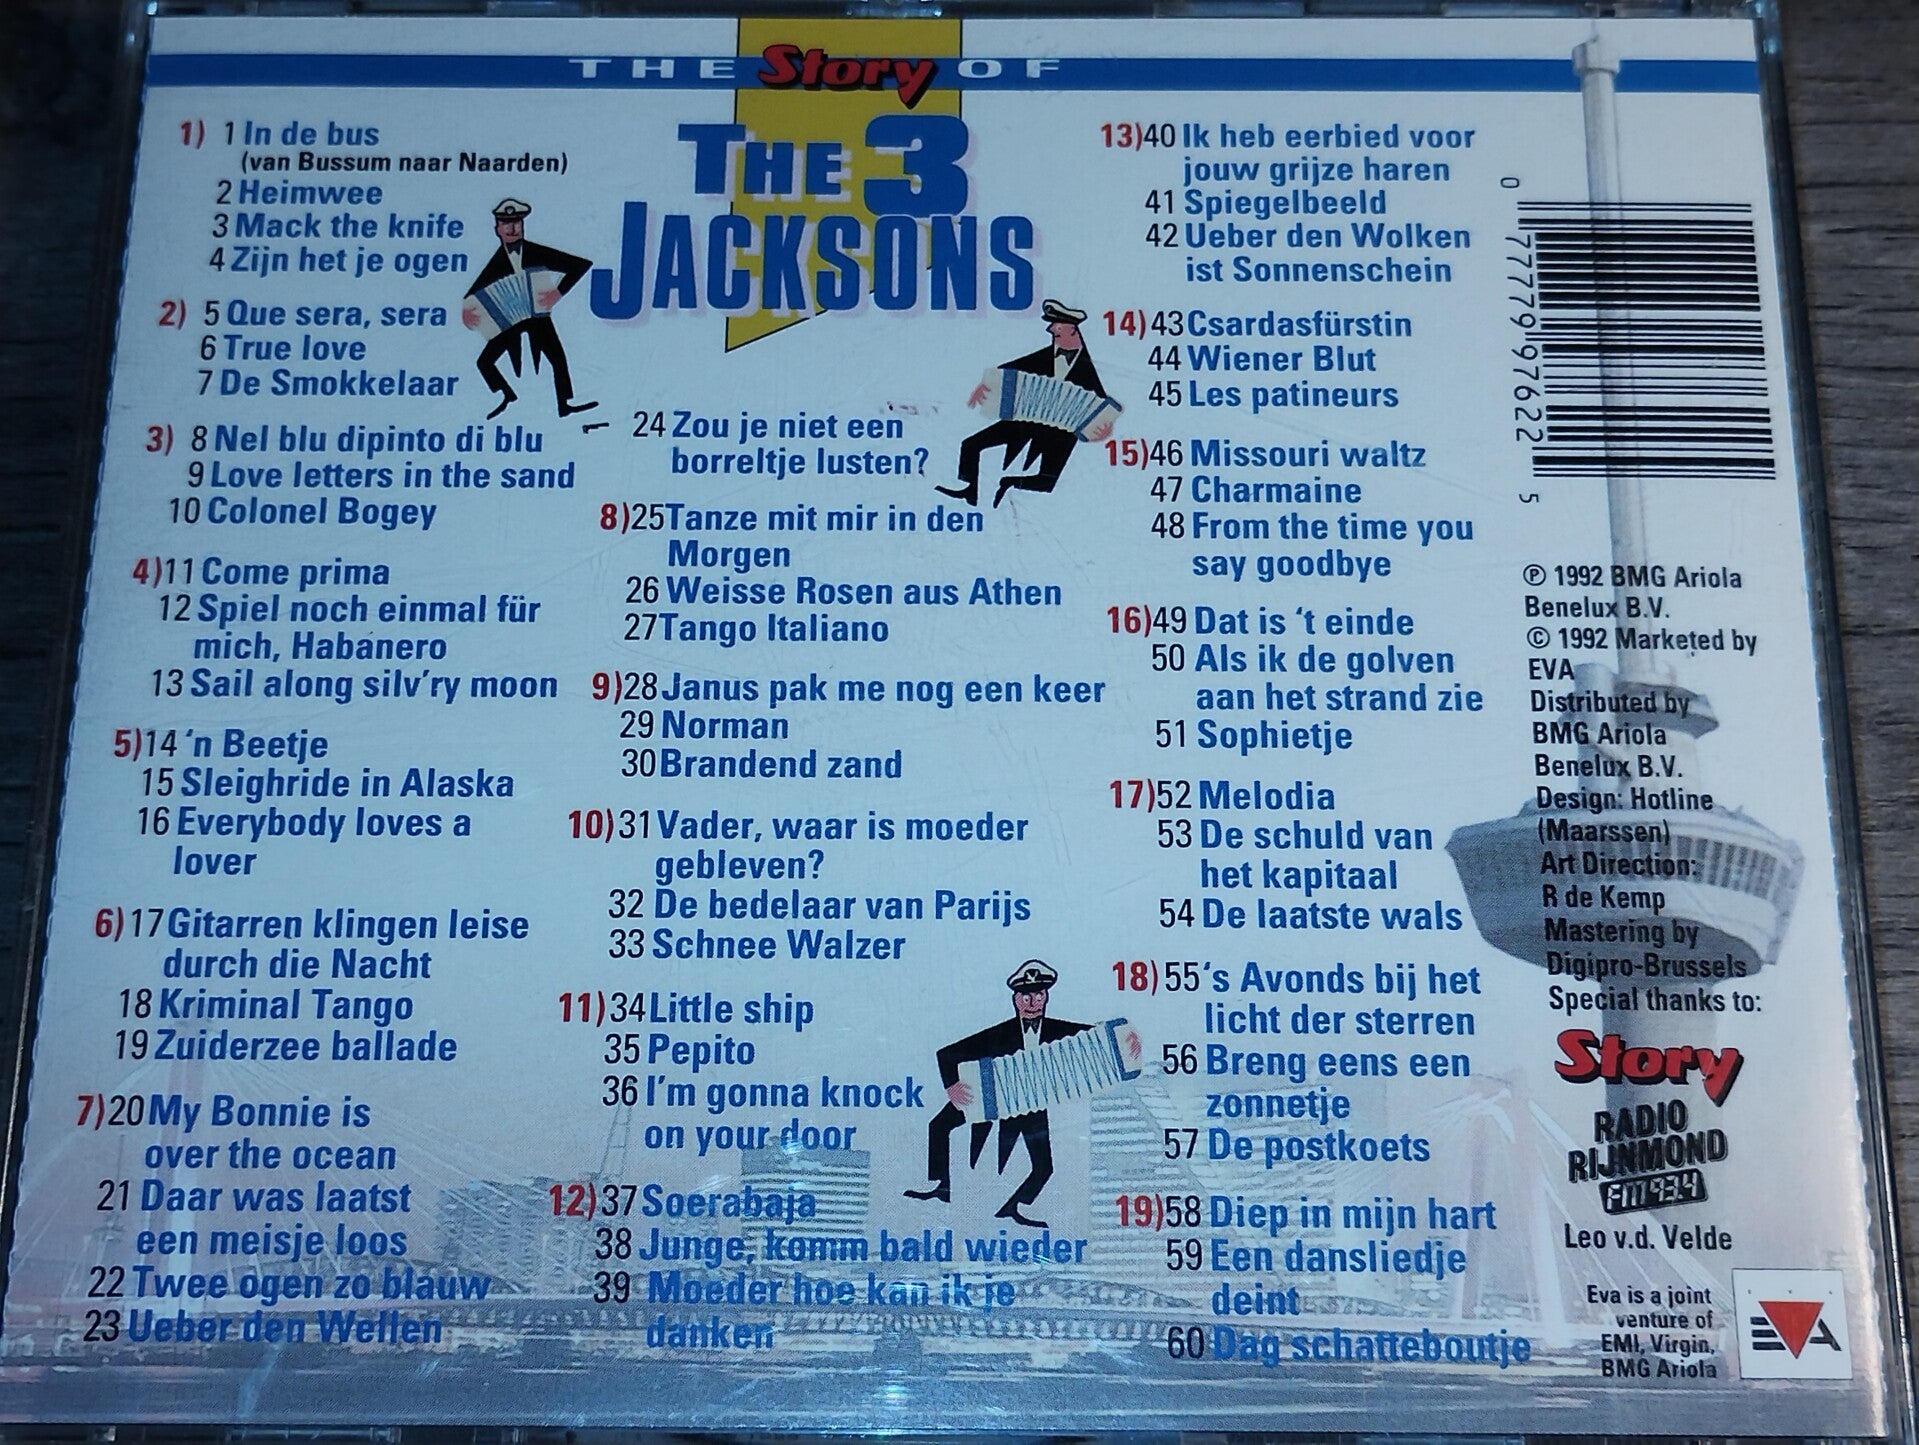 THE Story OF
THE 3
JACKSONS
1) 1 In de bus
(van Bussum naar Naarden)
2 Heimwee
3 Mack the knife
4 Zijn het je ogen
2) 5 Que sera, sera
6 True love
7 De Smokkelaar
3) 8 Nel blu dipinto di blu
9 Love letters in the sand
10 Colonel Bogey
4) 11 Come prima
12 Spiel noch einmal für
mich, Habanero
13 Sail along silv'ry moon
5) 14 'n Beetje
15 Sleighride in Alaska
16 Everybody loves a
lover
6) 17 Gitarren klingen leise
durch die Nacht
18 Kriminal Tango
19 Zuiderzee ballade
7) 20 My Bonnie is
over the ocean
21 Daar was laatst
een meisje loos
22 Twee ogen zo blauw
23 Ueber den Wellen
24 Zou je niet een
borreltje lusten?
8) 25 Tanze mit mir in den
Morgen
26 Weisse Rosen aus Athen
27 Tango Italiano
9) 28 Janus pak me nog een keer
29 Norman
30 Brandend zand
10) 31 Vader, waar is moeder
gebleven?
32 De bedelaar van Parijs
33 Schnee Walzer
11) 34 Little ship
35 Pepito
36 I'm gonna knock
on your door
12) 37 Soerabaja
38 Junge, komm bald wieder
39 Moeder hoe kan ik je
danken
13) 40 Ik heb eerbied voor
jouw grijze haren
41 Spiegelbeeld
42 Ueber den Wolken
ist Sonnenschein
14) 43 Csardasfürstin
44 Wiener Blut
45 Les patineurs
15) 46 Missouri waltz
47 Charmaine
48 From the time you
say goodbye
16) 49 Dat is 't einde
50 Als ik de golven
aan het strand zie
51 Sophietje
17) 52 Melodia
53 De schuld van
het kapitaal
54 De laatste wals
18) 55 's Avonds bij het
licht der sterren
56 Breng eens een
zonnetje
57 De postkoets
19) 58 Diep in mijn hart
59 Een dansliedje
deint
60 Dag schatteboutje
0 77779 97622 5
℗ 1992 BMG Ariola
Benelux B.V.
© 1992 Marketed by
EVA
Distributed by
BMG Ariola
Benelux B.V.
Design: Hotline
(Maarssen)
Art Direction:
R de Kemp
Mastering by
Digipro-Brussels
Special thanks to:
Story
RADIO
RIJNMOND
FM 93.4
Leo v.d. Velde
Eva is a joint
venture of
EMI, Virgin,
BMG Ariola
EVA